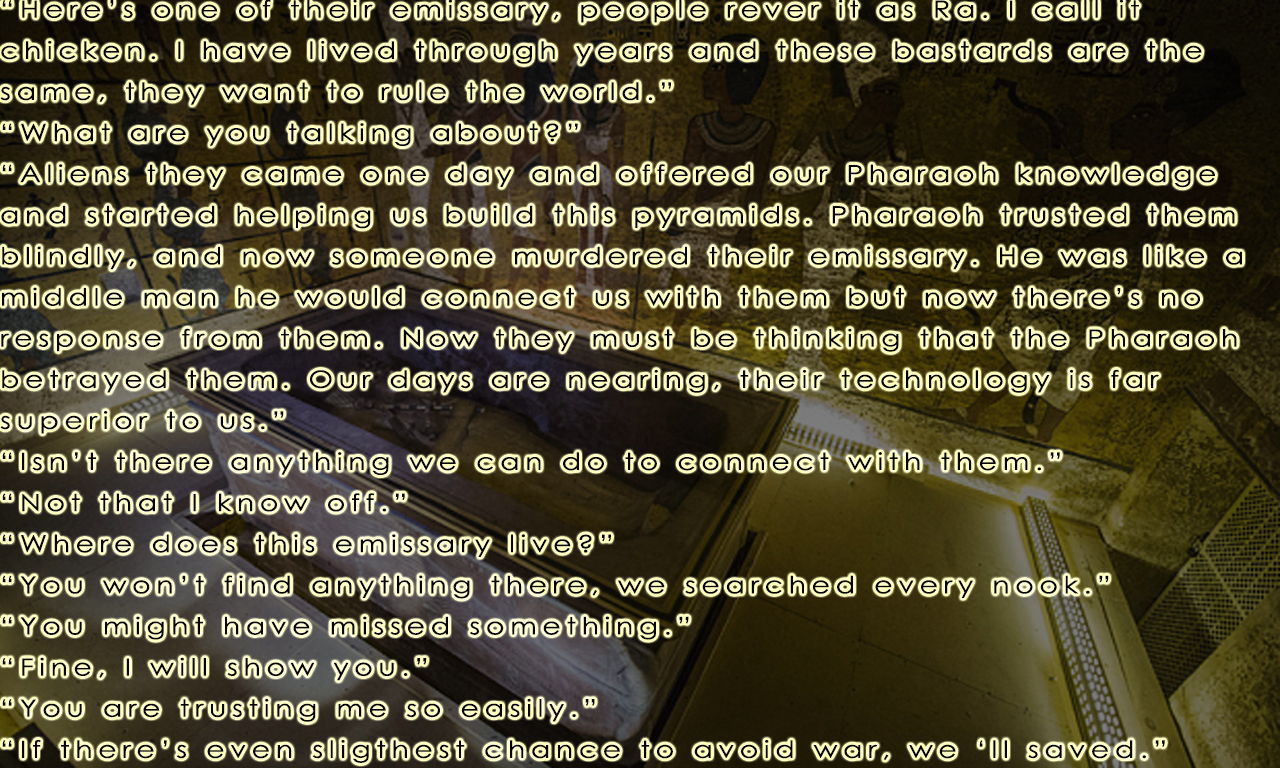 “Here’s one of their emissary, people rever it as Ra. I call it
chicken. I have lived through years and these bastards are the
same, they want to rule the world.”
“What are you talking about?”
“Aliens they came one day and offered our Pharaoh knowledge
and started helping us build this pyramids. Pharaoh trusted them
blindly, and now someone murdered their emissary. He was like a
middle man he would connect us with them but now there’s no
response from them. Now they must be thinking that the Pharaoh
betrayed them. Our days are nearing, their technology is far
superior to us.”
“Isn’t there anything we can do to connect with them.”
“Not that I know off.”
“Where does this emissary live?”
“You won’t find anything there, we searched every nook.”
“You might have missed something.”
“Fine, I will show you.”
“You are trusting me so easily.”
“If there’s even sligthest chance to avoid war, we ‘ll saved.”